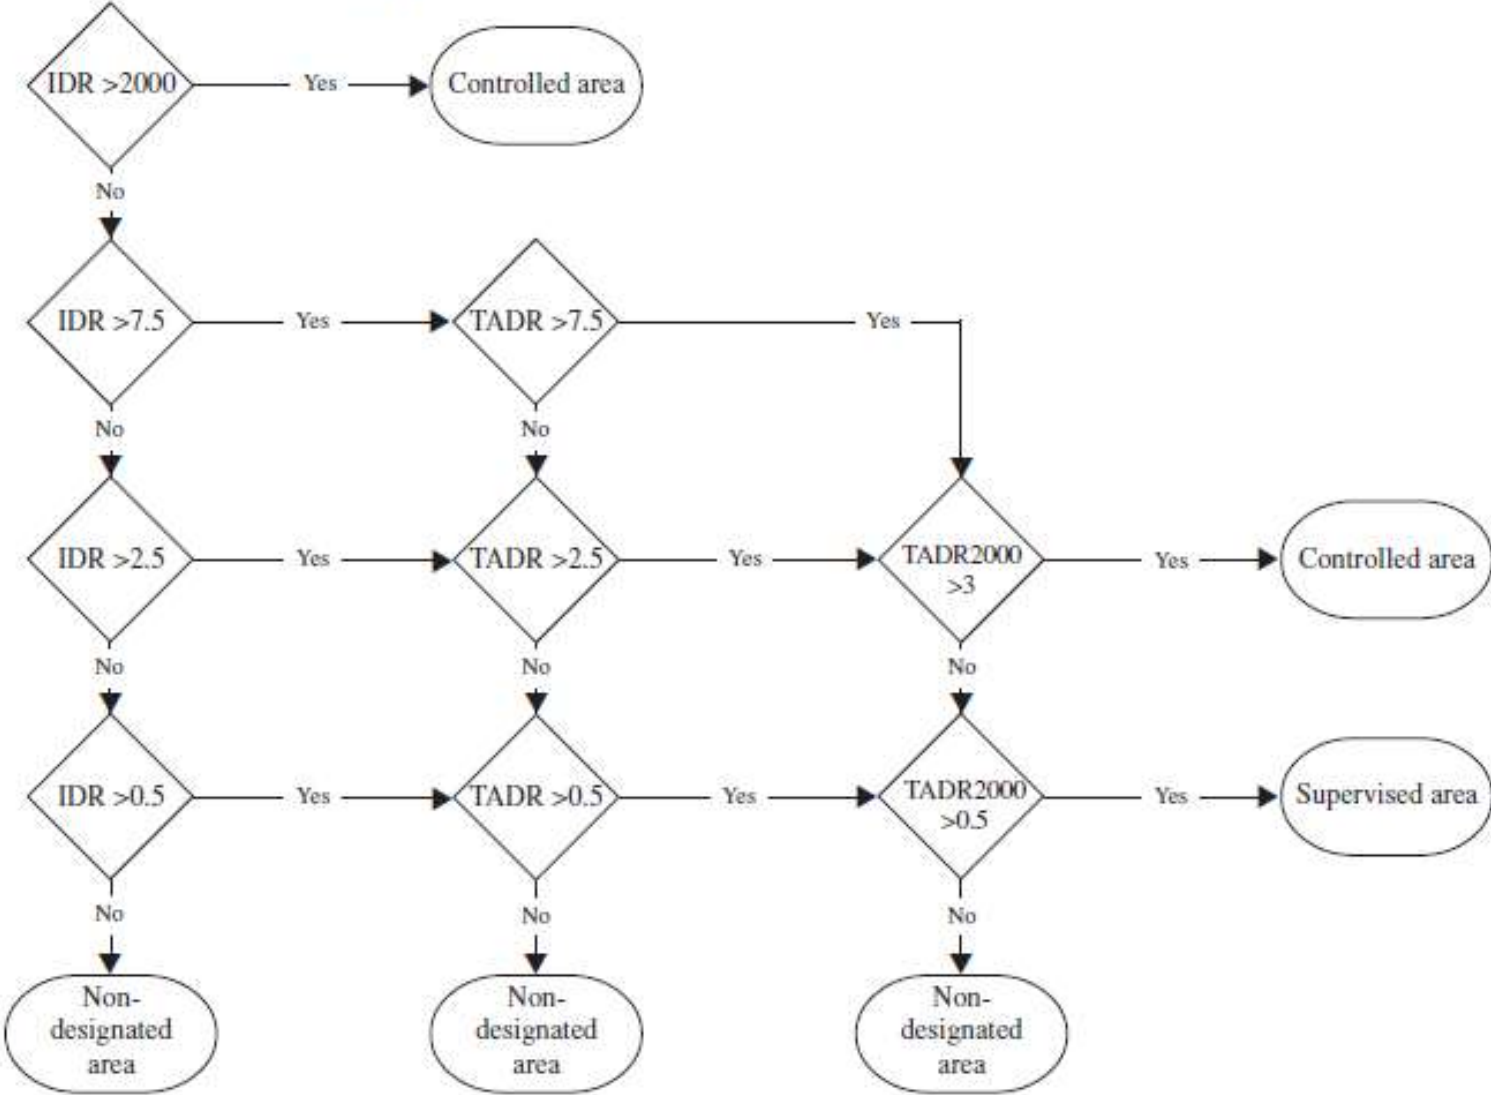 IDR >2000
Yes
Controlled area
No
IDR >7.5
Yes
TADR >7.5
Yes
No
No
IDR >2.5
Yes
TADR >2.5
Yes
TADR2000
>3
Yes
Controlled area
No
No
No
IDR >0.5
Yes
TADR >0.5
Yes
TADR2000
>0.5
Yes
Supervised area
No
No
No
Non-
designated
area
Non-
designated
area
Non-
designated
area